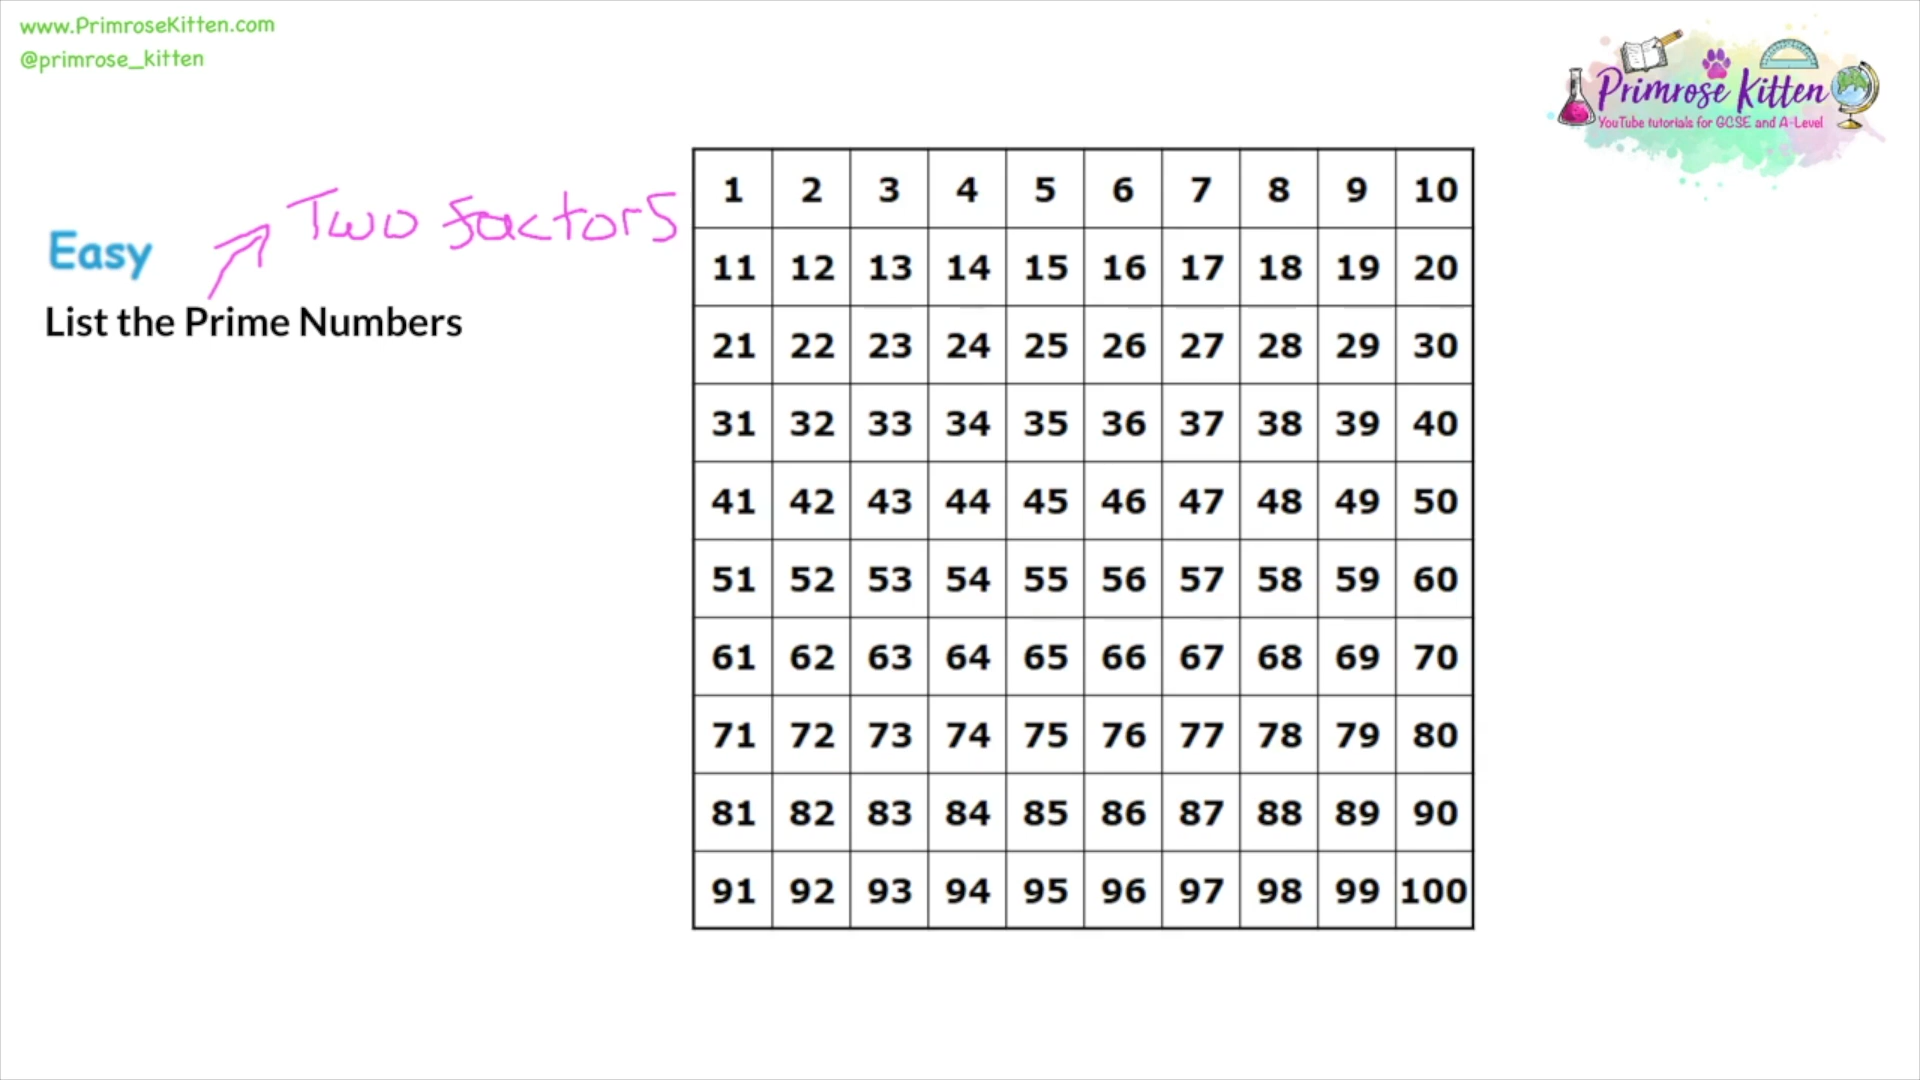 www.PrimroseKitten.com
@primrose_kitten
Primrose Kitten
YouTube tutorials for GCSE and A-Level
Two factors
Easy
List the Prime Numbers
1 2 3 4 5 6 7 8 9 10
11 12 13 14 15 16 17 18 19 20
21 22 23 24 25 26 27 28 29 30
31 32 33 34 35 36 37 38 39 40
41 42 43 44 45 46 47 48 49 50
51 52 53 54 55 56 57 58 59 60
61 62 63 64 65 66 67 68 69 70
71 72 73 74 75 76 77 78 79 80
81 82 83 84 85 86 87 88 89 90
91 92 93 94 95 96 97 98 99 100